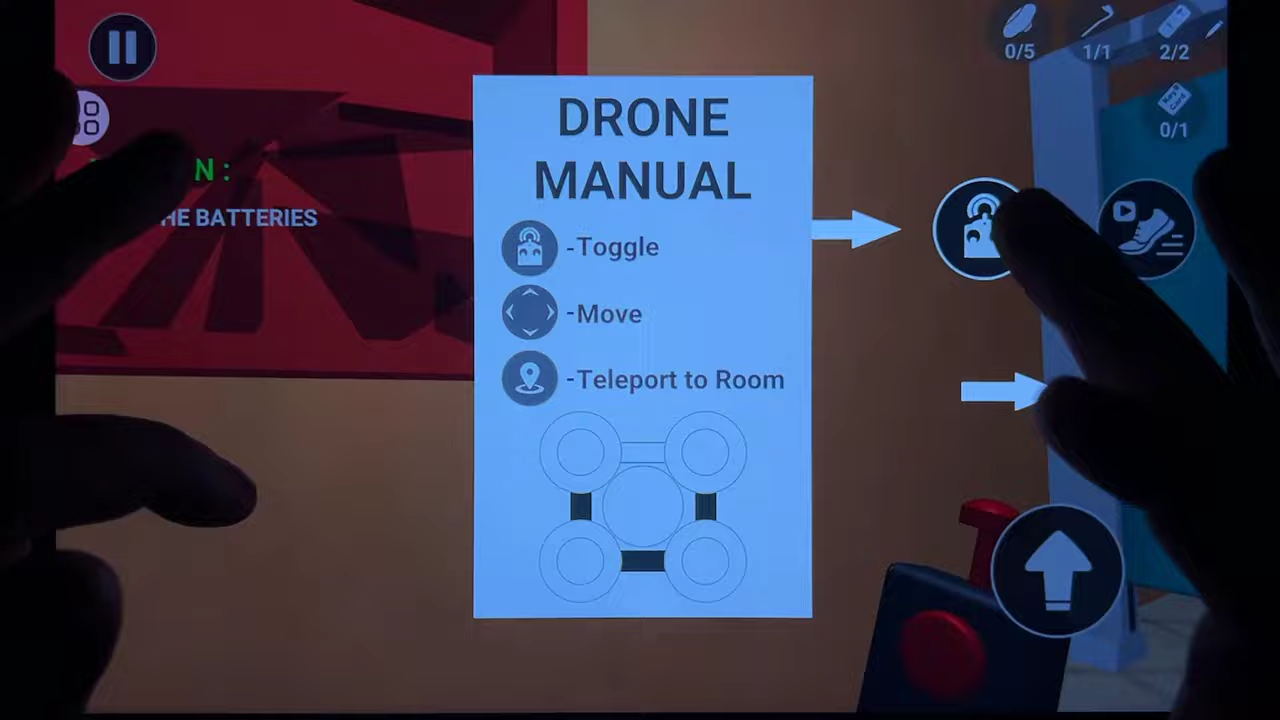 0/5
1/1
2/2
0/1
N:
HE BATTERIES
DRONE
MANUAL
-Toggle
-Move
-Teleport to Room